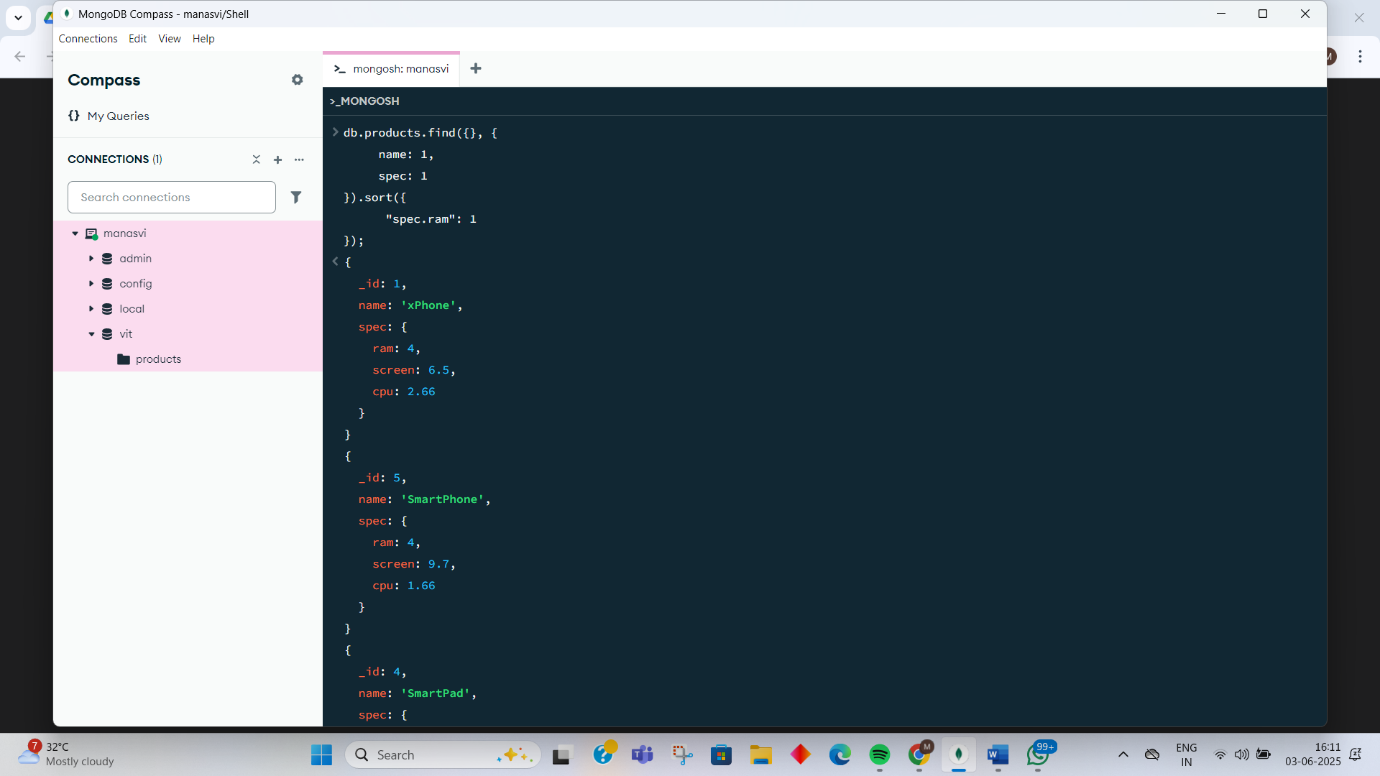 MongoDB Compass - manasvi/Shell
Connections Edit View Help
Compass
{} My Queries
CONNECTIONS (1)
Search connections
manasvi
admin
config
local
vit
products
>_ mongosh: manasvi
>_MONGOSH
> db.products.find({}, {
name: 1,
spec: 1
}).sort({
"spec.ram": 1
});
< {
_id: 1,
name: 'xPhone',
spec: {
ram: 4,
screen: 6.5,
cpu: 2.66
}
}
{
_id: 5,
name: 'SmartPhone',
spec: {
ram: 4,
screen: 9.7,
cpu: 1.66
}
}
{
_id: 4,
name: 'SmartPad',
spec: {
7
32°C
Mostly cloudy
Search
M
99+
ENG
IN
16:11
03-06-2025